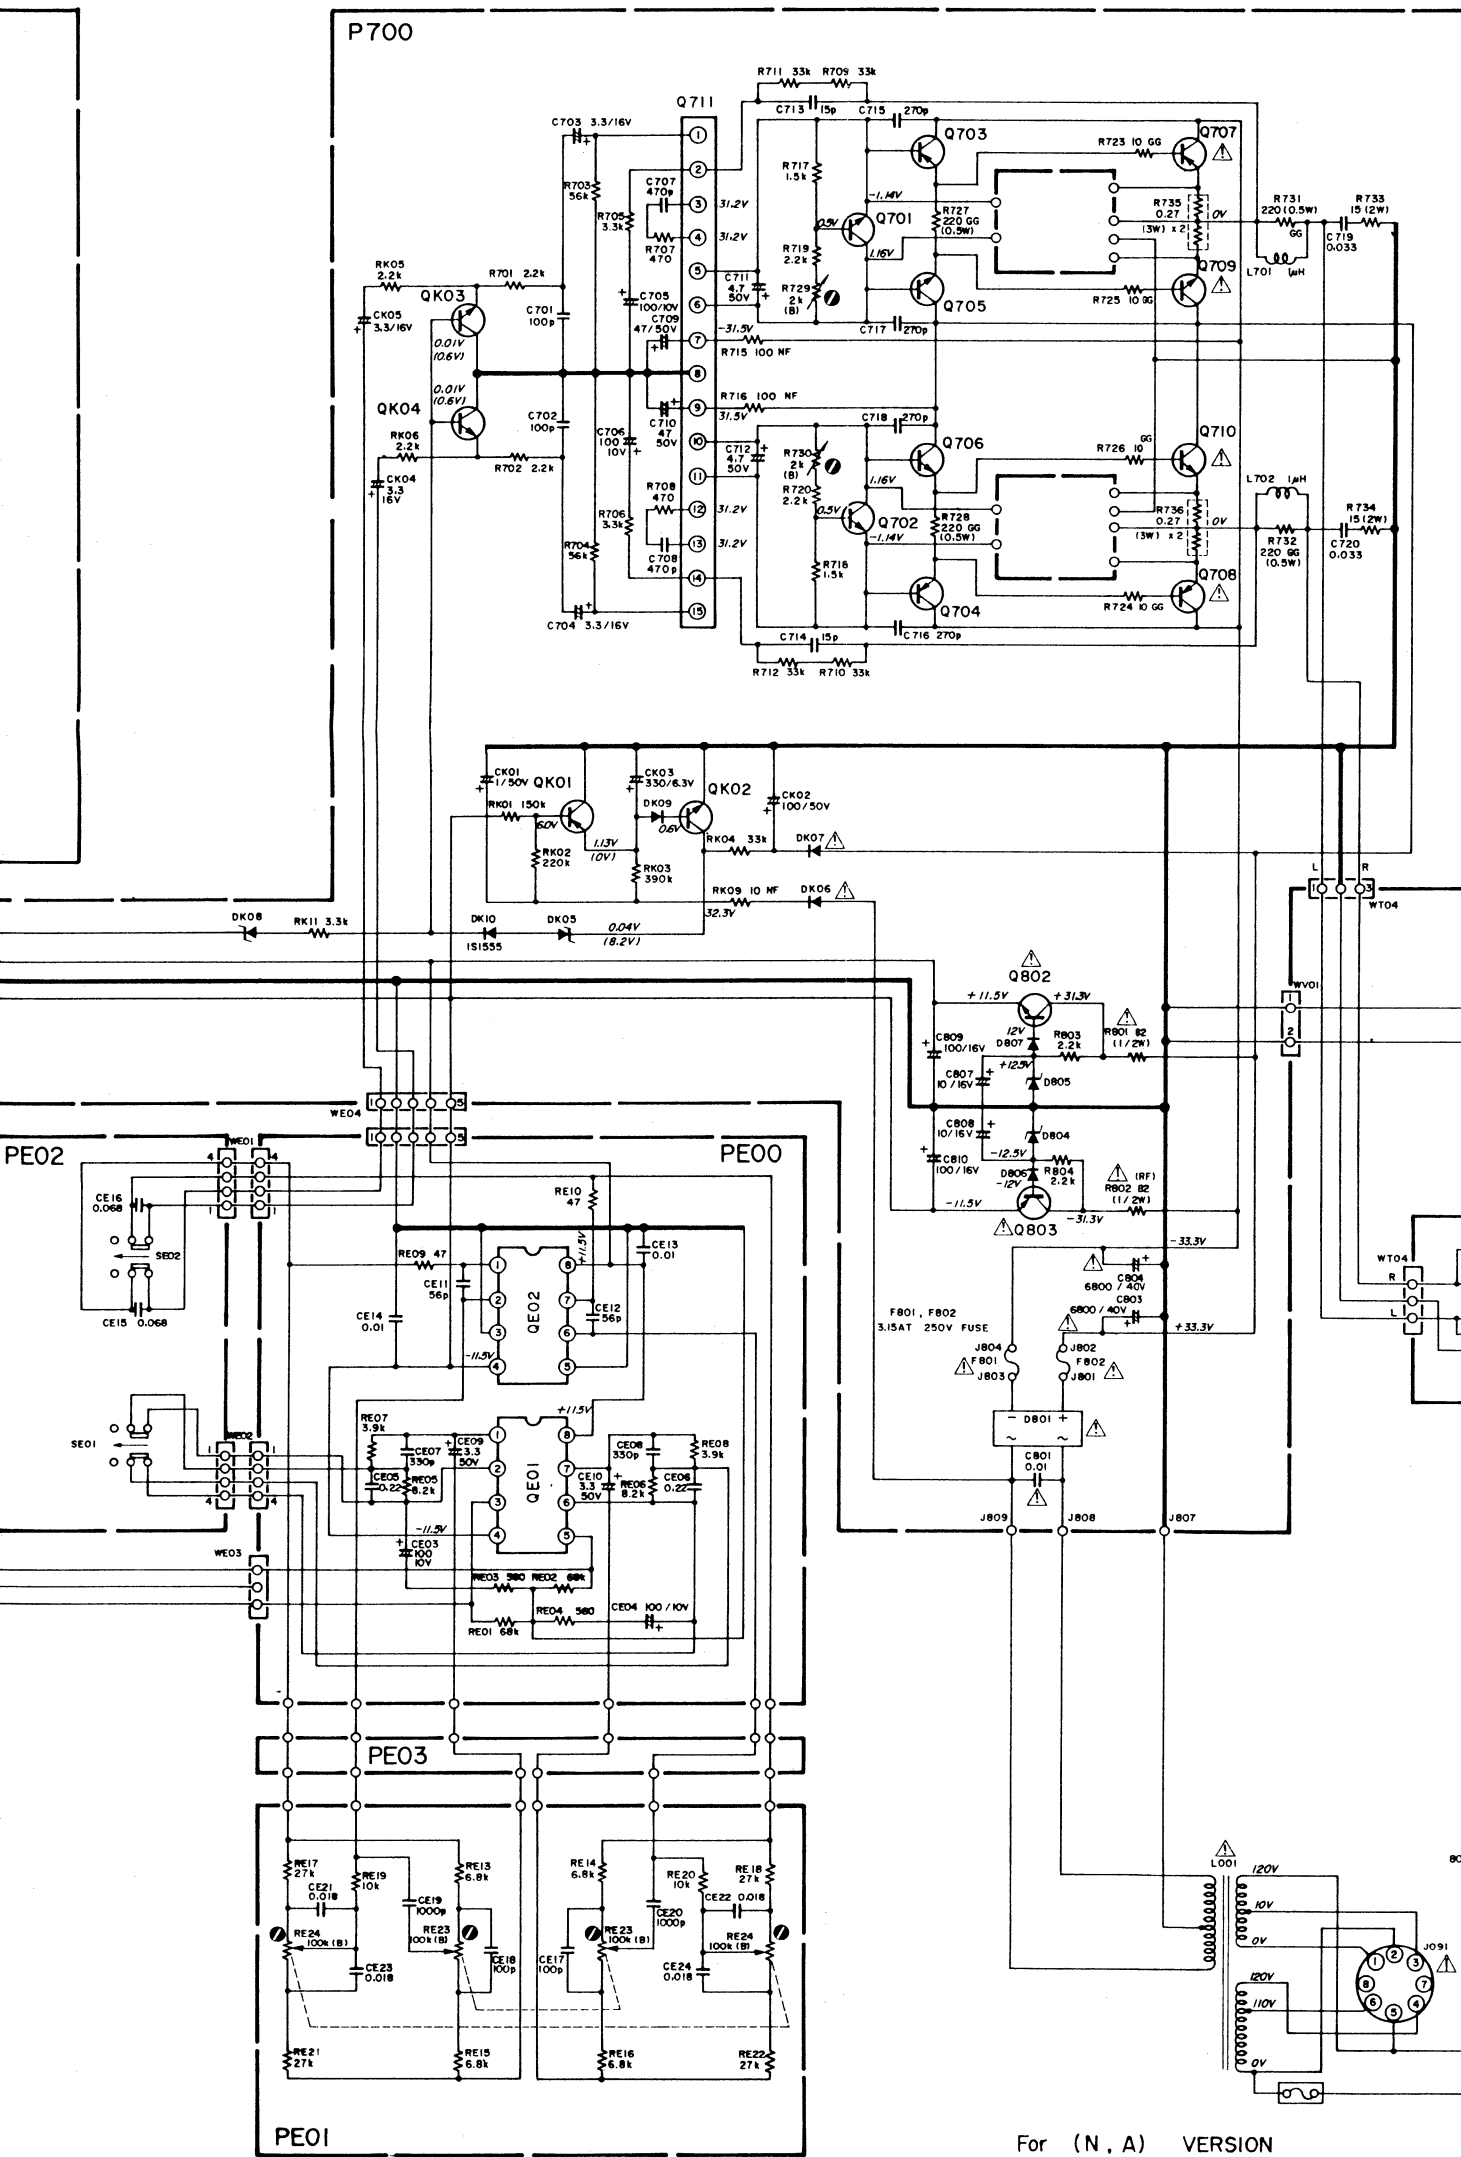 P700
R711 33k R709 33k
C713 15p
C715 270p
Q711
C703 3.3/16V
Q703
Q707
R723 10 GG
R717
1.5k
R703
56k
C707
470p
31.2V
-1.14V
0.5V
Q701
R727
220 GG
(0.5W)
R735
0.27
(3W) x 2
0V
R731
220(0.5W)
GG
R733
15(2W)
C719
0.033
R705
3.3k
R707
470
31.2V
R719
2.2k
1.16V
L701 1μH
Q709
RK05
2.2k
R701 2.2k
QK03
C711
4.7
50V
R729
2k
(B)
Q705
R725 10 GG
CK05
3.3/16V
C701
100p
C705
100/10V
C709
47/50V
-31.5V
C717 270p
R715 100 NF
0.01V
(0.6V)
0.01V
(0.6V)
QK04
R716 100 NF
31.5V
C702
100p
C706
100
10V
C710
47
50V
C718 270p
Q706
Q710
GG
R726 10
RK06
2.2k
R702 2.2k
C712
4.7
50V
R730
2k
(B)
CK04
3.3
16V
R708
470
R720
2.2k
1.16V
L702 1μH
R706
3.3k
31.2V
0.5V
Q702
R728
220 GG
(0.5W)
R736
0.27
(3W) x 2
0V
R734
15(2W)
R732
220 GG
(0.5W)
C720
0.033
R704
56k
C708
470p
31.2V
-1.14V
R718
1.5k
Q708
Q704
R724 10 GG
C704 3.3/16V
C714 15p
C716 270p
R712 33k R710 33k
CK01
1/50V
QK01
CK03
330/6.3V
QK02
CK02
100/50V
RK01 150k
DK09
6.0V
0.6V
RK04 33k
DK07
1.13V
(0V)
RK02
220k
RK03
390k
RK09 10 NF
DK06
32.3V
L R
1 3
WT04
DK08
RK11 3.3k
DK10
1S1555
DK05
0.04V
(8.2V)
Q802
+11.5V
+31.3V
WV01
1
2
12V
D807
R803
2.2k
R801 82
(1/2W)
C809
100/16V
+12.5V
C807
10/16V
D805
WE04
1 5
1 5
C808
10/16V
D804
-12.5V
C810
100/16V
D806
-12V
R804
2.2k
(RF)
R802 82
(1/2W)
-11.5V
Q803
-31.3V
PE02
WE01
4 4
1 1
PE00
CE16
0.068
RE10
47
SE02
RE09 47
+11.5V
CE13
0.01
-33.3V
C804
6800/40V
C803
6800/40V
WT04
R
L
CE15 0.068
CE11
56p
QE02
CE12
56p
CE14
0.01
F801, F802
3.15AT 250V FUSE
+33.3V
-11.5V
J804 J802
F801 F802
J803 J801
+11.5V
- D801 +
~ ~
SE01
WE02
1 1
4 4
RE07
3.9k
CE07
330p
CE09
3.3
50V
QE01
CE08
330p
RE08
3.9k
C801
0.01
CE05
0.22
RE05
8.2k
CE10
3.3
50V
RE06
8.2k
CE06
0.22
-11.5V
CE03
100
10V
J809 J808 J807
WE03
RE03 560 RE02 68k
RE04 560 CE04 100/10V
RE01 68k
PE03
L001
RE17
27k
RE19
10k
RE13
6.8k
RE14
6.8k
RE20
10k
RE18
27k
120V
CE21
0.018
CE19
1000p
CE20
1000p
CE22 0.018
10V
RE24
100k(B)
RE23
100k(B)
RE23
100k(B)
RE24
100k(B)
0V
J091
CE23
0.018
CE18
100p
CE17
100p
CE24
0.018
120V
110V
RE21
27k
RE15
6.8k
RE16
6.8k
RE22
27k
0V
PE01
For (N, A) VERSION